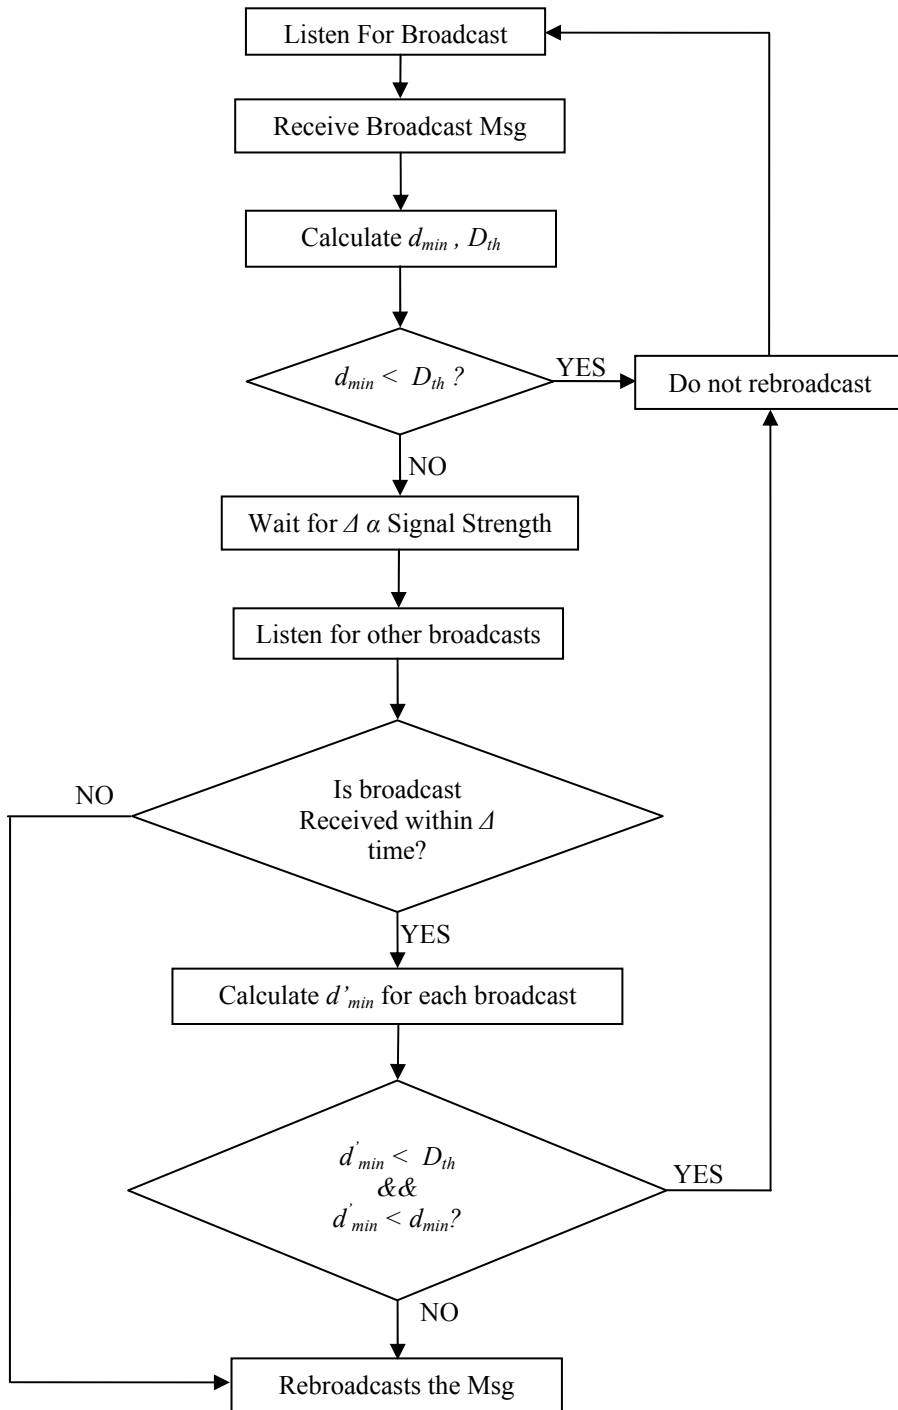 Listen For Broadcast
Receive Broadcast Msg
Calculate d_min , D_th
d_min < D_th ?
YES
Do not rebroadcast
NO
Wait for Δ α Signal Strength
Listen for other broadcasts
NO
Is broadcast
Received within Δ
time?
YES
Calculate d’_min for each broadcast
d’_min < D_th
&&
d’_min < d_min?
YES
NO
Rebroadcasts the Msg